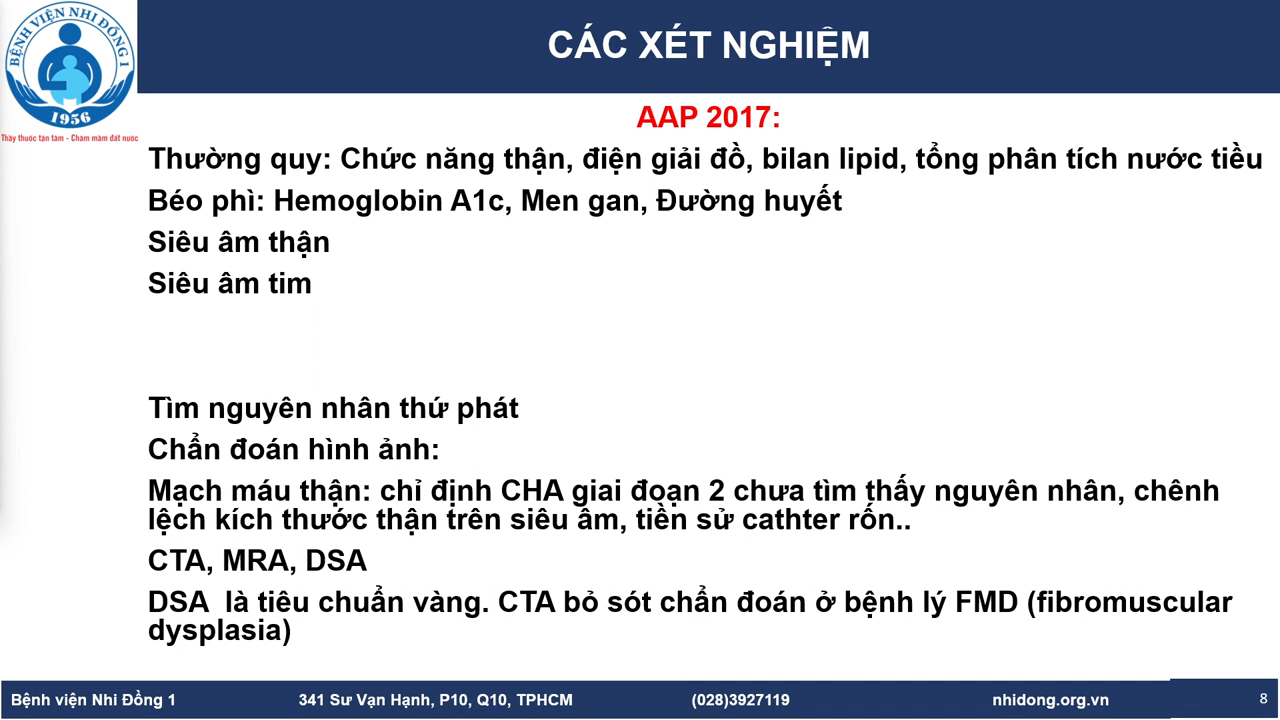 BỆNH VIỆN NHI ĐỒNG 1
1956
Thầy thuốc tận tâm - Chăm mầm đất nước
CÁC XÉT NGHIỆM
AAP 2017:
Thường quy: Chức năng thận, điện giải đồ, bilan lipid, tổng phân tích nước tiều
Béo phì: Hemoglobin A1c, Men gan, Đường huyết
Siêu âm thận
Siêu âm tim
Tìm nguyên nhân thứ phát
Chẩn đoán hình ảnh:
Mạch máu thận: chỉ định CHA giai đoạn 2 chưa tìm thấy nguyên nhân, chênh
lệch kích thước thận trên siêu âm, tiền sử cathter rốn..
CTA, MRA, DSA
DSA là tiêu chuẩn vàng. CTA bỏ sót chẩn đoán ở bệnh lý FMD (fibromuscular
dysplasia)
Bệnh viện Nhi Đồng 1 341 Sư Vạn Hạnh, P10, Q10, TPHCM (028)3927119 nhidong.org.vn 8